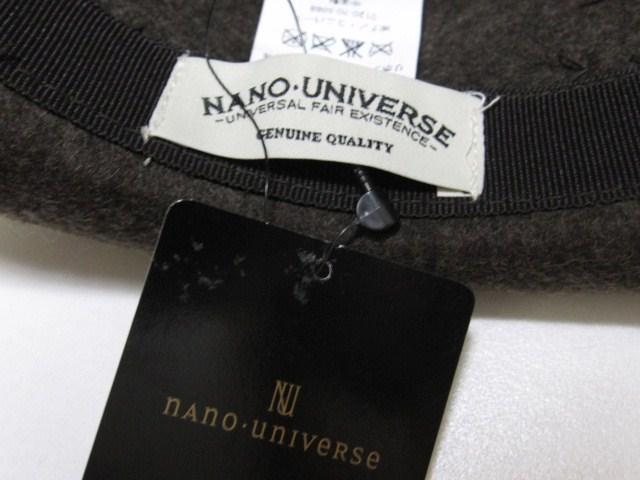 NANO·UNIVERSE
-UNIVERSAL FAIR EXISTENCE-
GENUINE QUALITY
NU
nano·universe